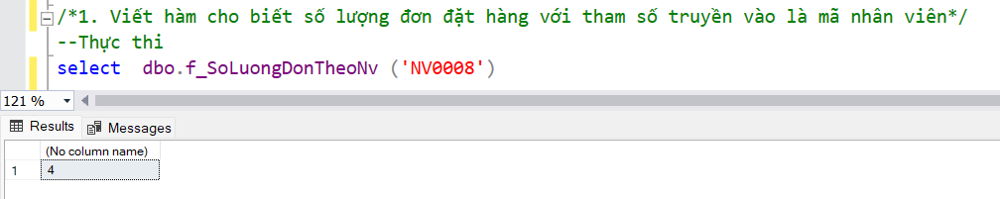 /*1. Viết hàm cho biết số lượng đơn đặt hàng với tham số truyền vào là mã nhân viên*/
--Thực thi
select  dbo.f_SoLuongDonTheoNv ('NV0008')
121 %
Results Messages
(No column name)
1 4